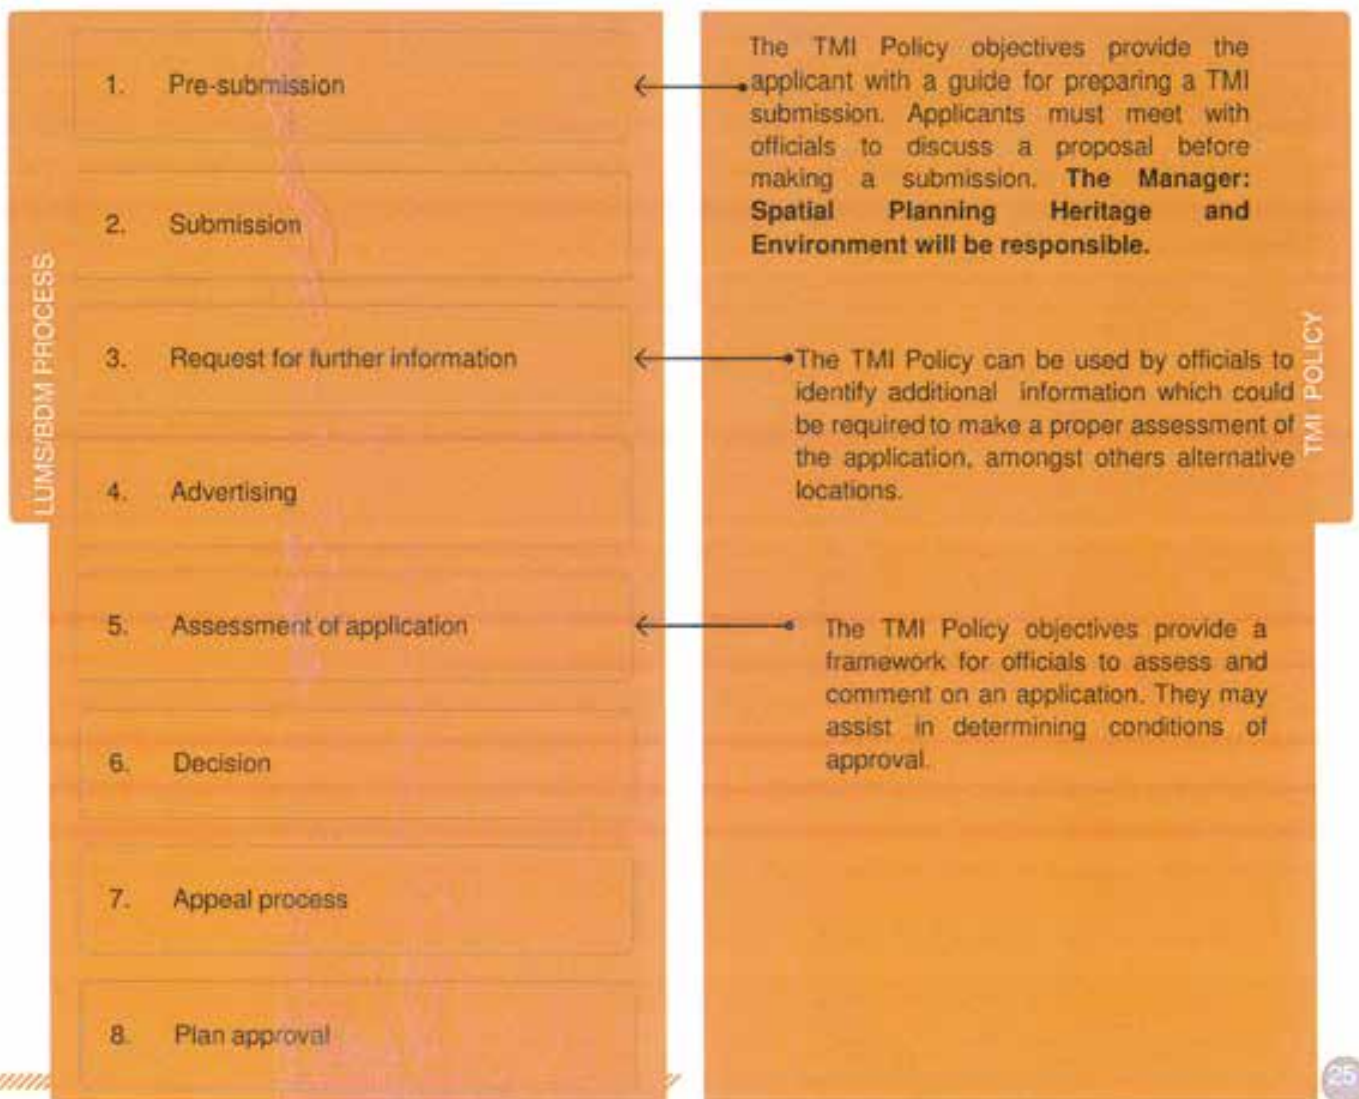 LUMS/BDM PROCESS
1. Pre-submission
2. Submission
3. Request for further information
4. Advertising
5. Assessment of application
6. Decision
7. Appeal process
8. Plan approval
The TMI Policy objectives provide the
applicant with a guide for preparing a TMI
submission. Applicants must meet with
officials to discuss a proposal before
making a submission. The Manager:
Spatial Planning Heritage and
Environment will be responsible.
The TMI Policy can be used by officials to
identify additional information which could
be required to make a proper assessment of
the application, amongst others alternative
locations.
The TMI Policy objectives provide a
framework for officials to assess and
comment on an application. They may
assist in determining conditions of
approval.
TMI POLICY
25